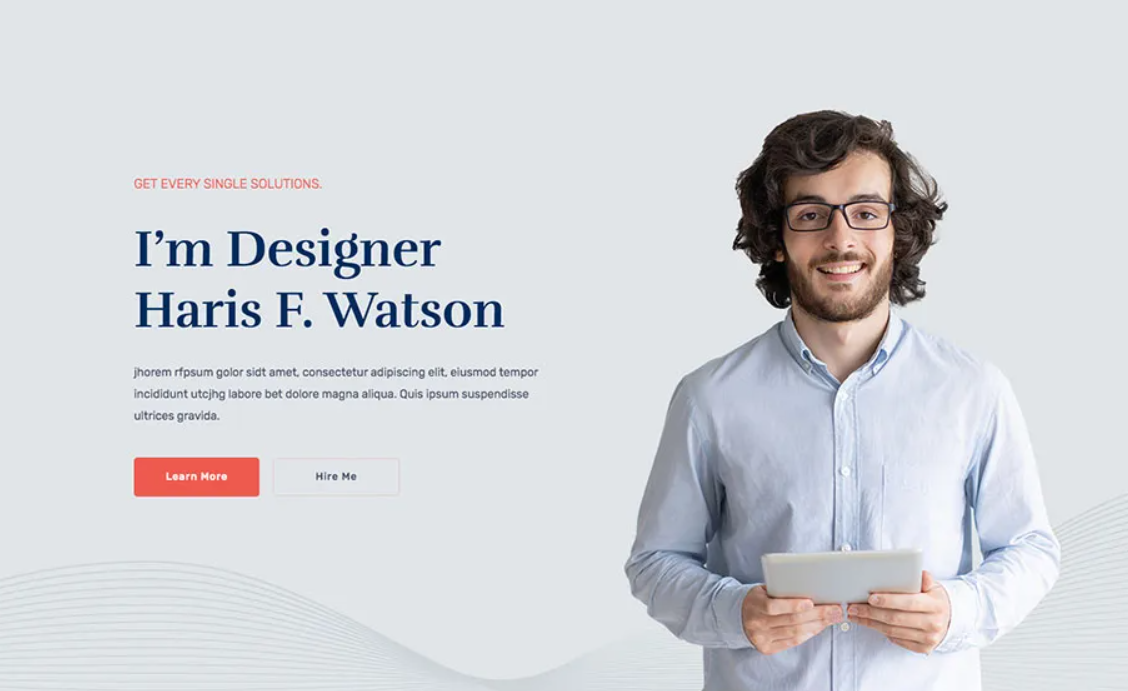 GET EVERY SINGLE SOLUTIONS.
I’m Designer
Haris F. Watson
jhorem rfpsum golor sidt amet, consectetur adipiscing elit, eiusmod tempor
incididunt utcjhg labore bet dolore magna aliqua. Quis ipsum suspendisse
ultrices gravida.
Learn More
Hire Me